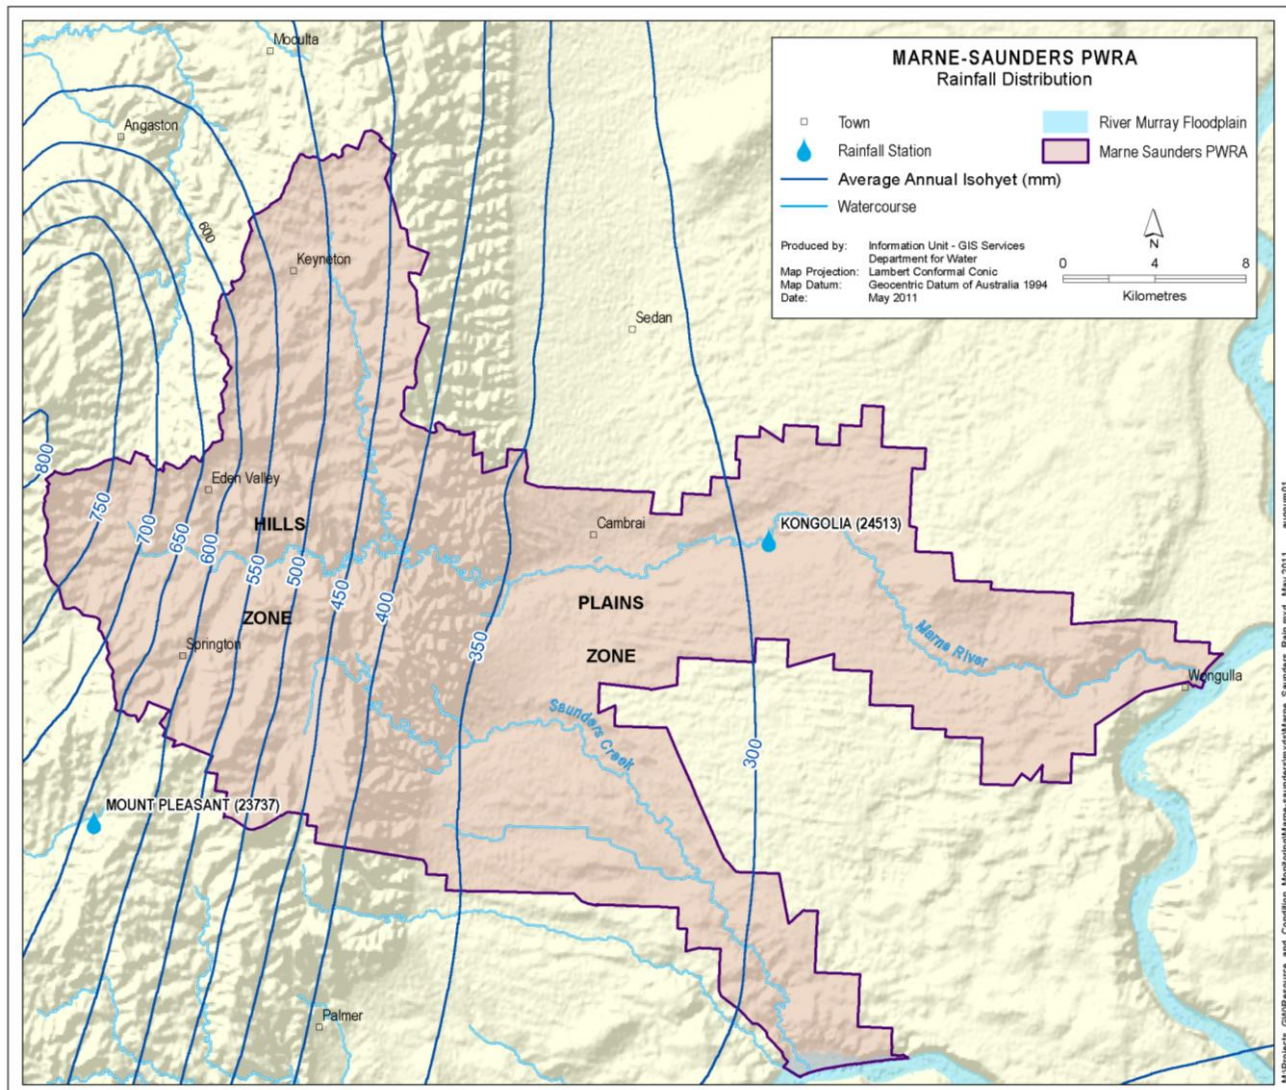 MARNE-SAUNDERS PWRA
Rainfall Distribution
Town
Rainfall Station
Average Annual Isohyet (mm)
Watercourse
River Murray Floodplain
Marne Saunders PWRA
Produced by: Information Unit - GIS Services
Department for Water
Map Projection: Lambert Conformal Conic
Map Datum: Geocentric Datum of Australia 1994
Date: May 2011
N
0 4 8
Kilometres
Moculta
Angaston
600
Keyneton
Sedan
800
750
700
650
600
550
500
450
400
350
300
Eden Valley
HILLS
ZONE
Cambrai
KONGOLIA (24513)
PLAINS
ZONE
Springton
Marne River
Wongulla
Saunders Creek
MOUNT PLEASANT (23737)
Palmer